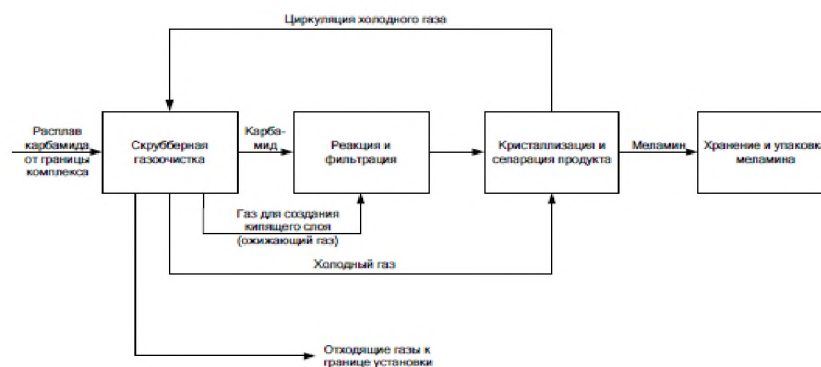 Циркуляция холодного газа
Расплав
карбамида
от границы
комплекса
Скрубберная
газоочистка
Карба-
мид
Реакция и
фильтрация
Кристаллизация и
сепарация продукта
Меламин
Хранение и упаковка
меламина
Газ для создания
кипящего слоя
(ожижающий газ)
Холодный газ
Отходящие газы к
границе установки